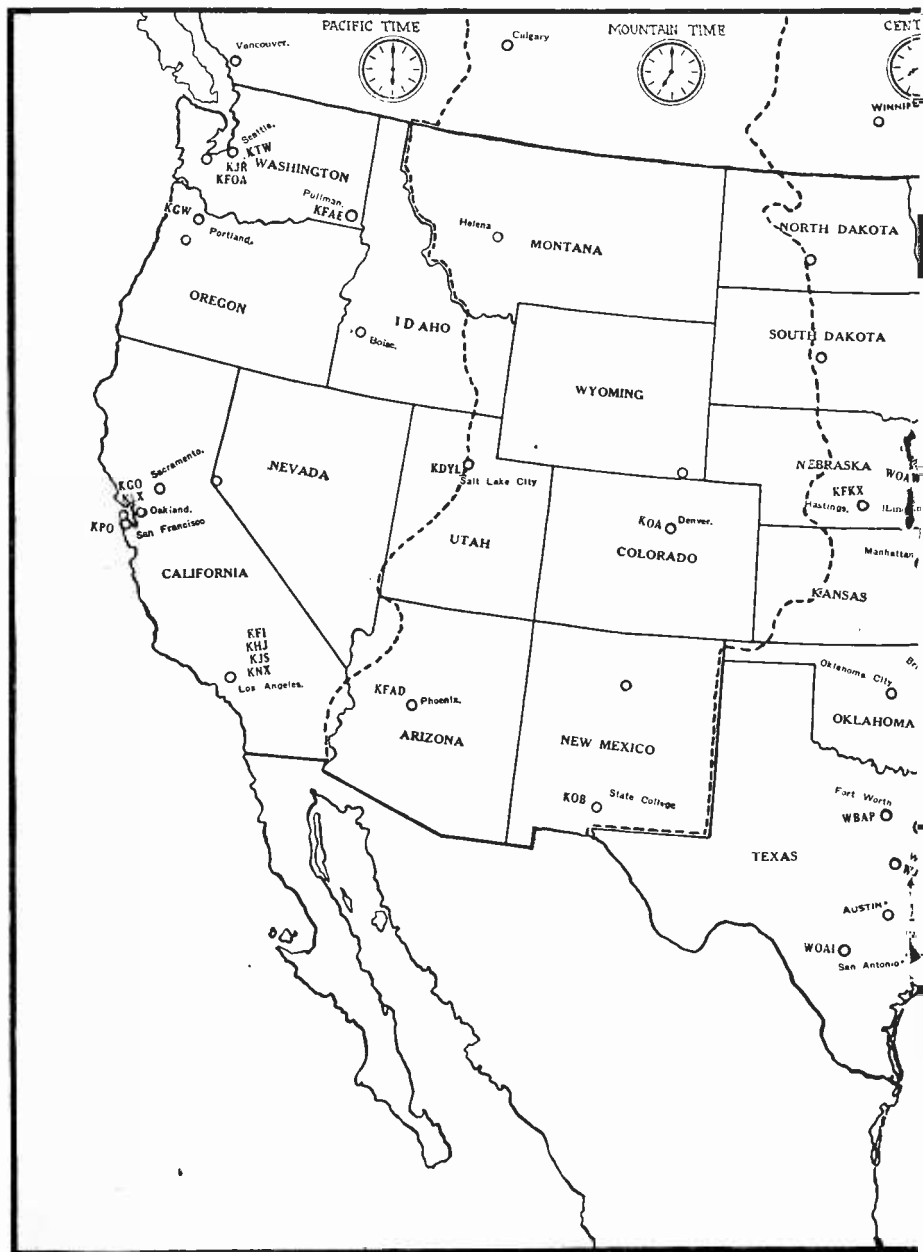 PACIFIC TIME
MOUNTAIN TIME
Vancouver.
Calgary
Seattle.
KTW
KJR
KFOA
WASHINGTON
Pullman.
KFAE
KGW
Portland.
OREGON
Helena
MONTANA
NORTH DAKOTA
IDAHO
Boise.
SOUTH DAKOTA
WYOMING
NEVADA
KDYL
Salt Lake City
NEBRASKA
KFKX
Hastings.
Sacramento.
KGO
Oakland.
KPO
San Francisco
UTAH
KOA
Denver.
COLORADO
Manhattan
KANSAS
CALIFORNIA
KFI
KHJ
KJS
KNX
Los Angeles.
KFAD
Phoenix.
ARIZONA
NEW MEXICO
KOB
State College
Oklahoma City
OKLAHOMA
Fort Worth
WBAP
TEXAS
AUSTIN
WOAI
San Antonio